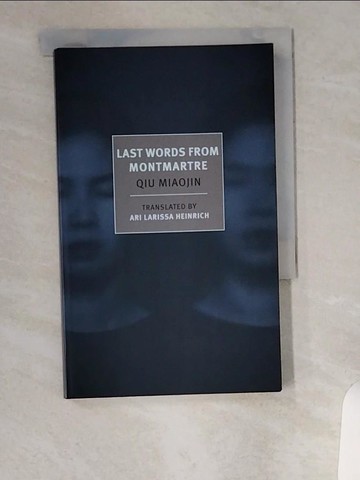 LAST WORDS FROM
MONTMARTRE
QIU MIAOJIN
TRANSLATED BY
ARI LARISSA HEINRICH